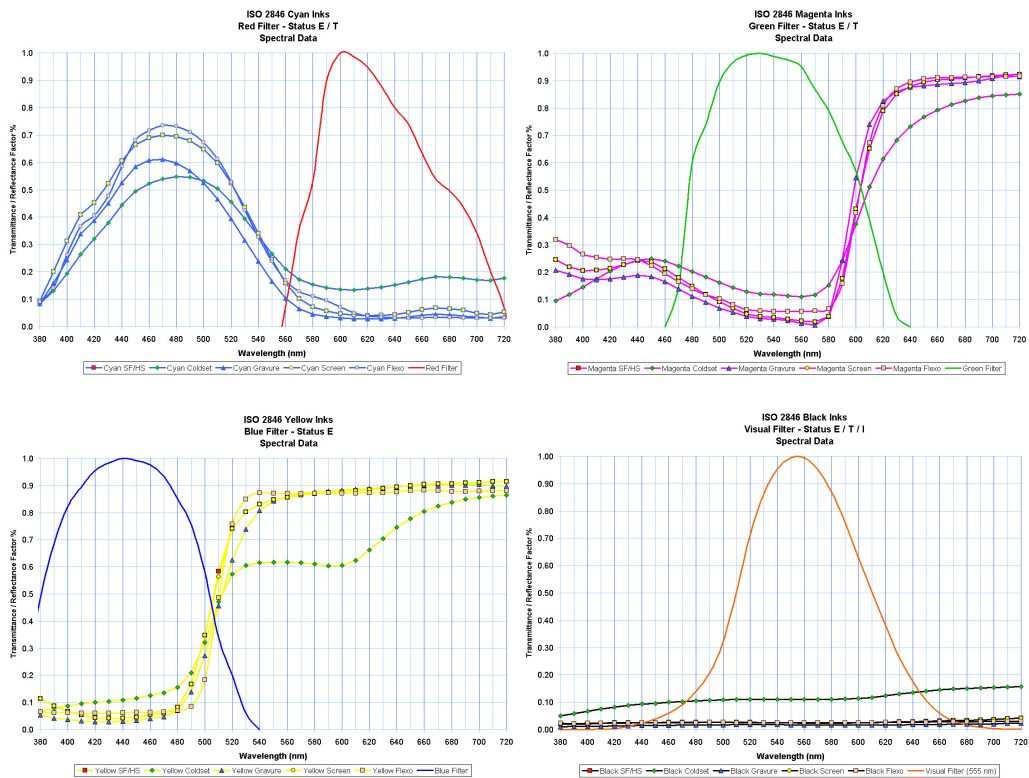 ISO 2846 Cyan Inks
Red Filter - Status E / T
Spectral Data
Transmittance / Reflectance Factor %
1.0
0.9
0.8
0.7
0.6
0.5
0.4
0.3
0.2
0.1
0.0
380 400 420 440 460 480 500 520 540 560 580 600 620 640 660 680 700 720
Wavelength (nm)
Cyan SF/HS Cyan Coldset Cyan Gravure Cyan Screen Cyan Flexo Red Filter
ISO 2846 Magenta Inks
Green Filter - Status E / T
Spectral Data
Transmittance / Reflectance Factor %
1.0
0.9
0.8
0.7
0.6
0.5
0.4
0.3
0.2
0.1
0.0
380 400 420 440 460 480 500 520 540 560 580 600 620 640 660 680 700 720
Wavelength (nm)
Magenta SF/HS Magenta Coldset Magenta Gravure Magenta Screen Magenta Flexo Green Filter
ISO 2846 Yellow Inks
Blue Filter - Status E
Spectral Data
Transmittance / Reflectance Factor %
1.0
0.9
0.8
0.7
0.6
0.5
0.4
0.3
0.2
0.1
0.0
380 400 420 440 460 480 500 520 540 560 580 600 620 640 660 680 700 720
Wavelength (nm)
Yellow SF/HS Yellow Coldset Yellow Gravure Yellow Screen Yellow Flexo Blue Filter
ISO 2846 Black Inks
Visual Filter - Status E / T / I
Spectral Data
Transmittance / Reflectance Factor %
1.00
0.90
0.80
0.70
0.60
0.50
0.40
0.30
0.20
0.10
0.00
380 400 420 440 460 480 500 520 540 560 580 600 620 640 660 680 700 720
Wavelength (nm)
Black SF/HS Black Coldset Black Gravure Black Screen Black Flexo Visual Filter (555 nm)